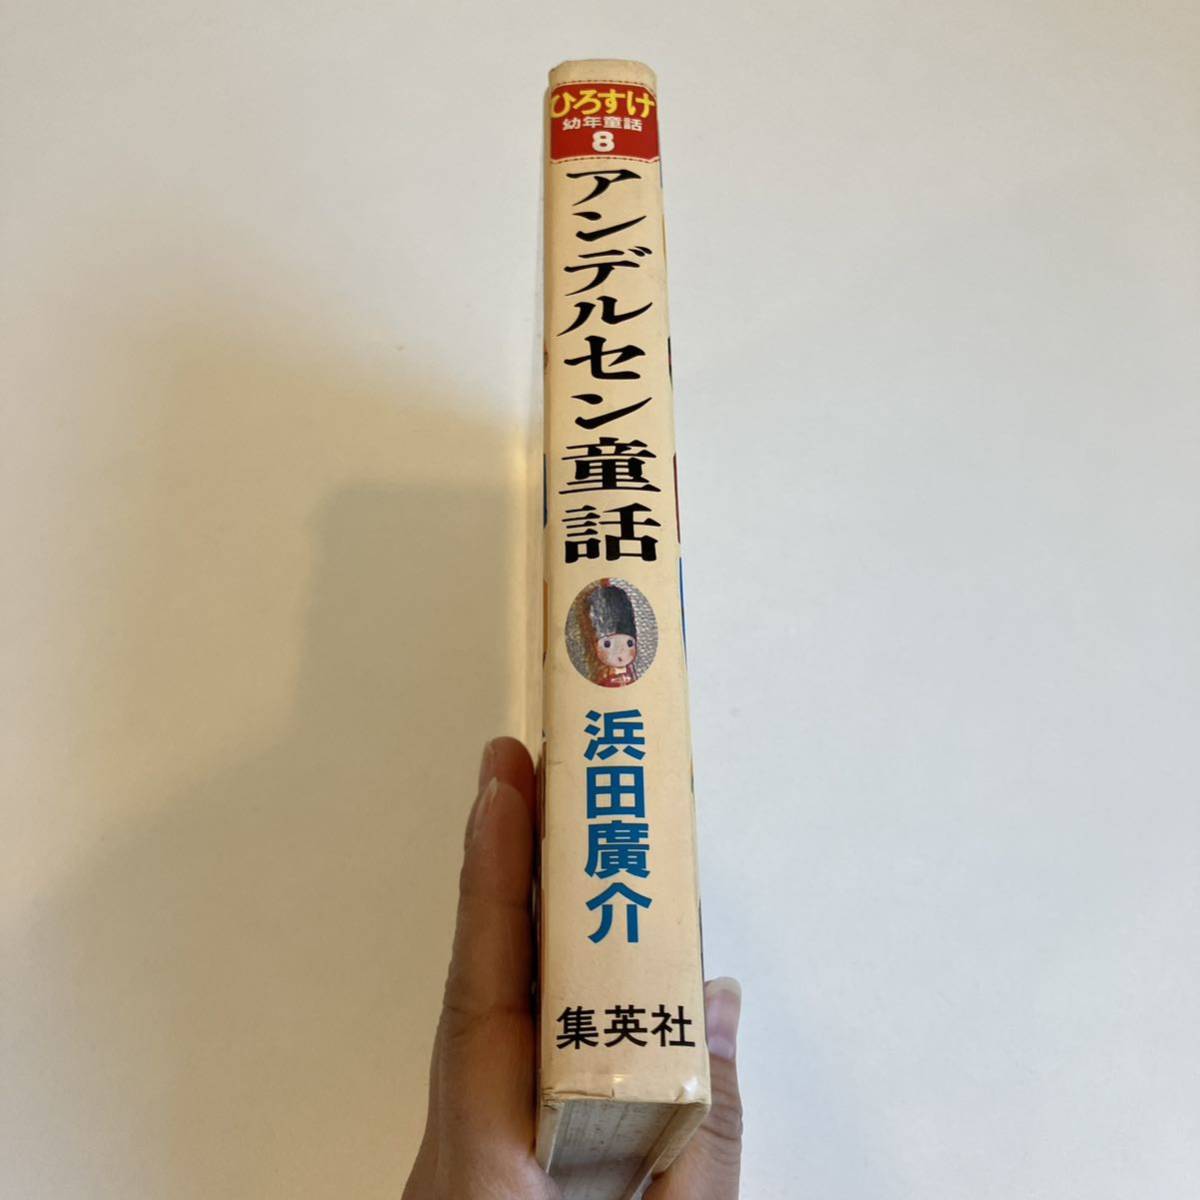 ひろすけ
幼年童話
8
アンデルセン童話
浜田廣介
集英社